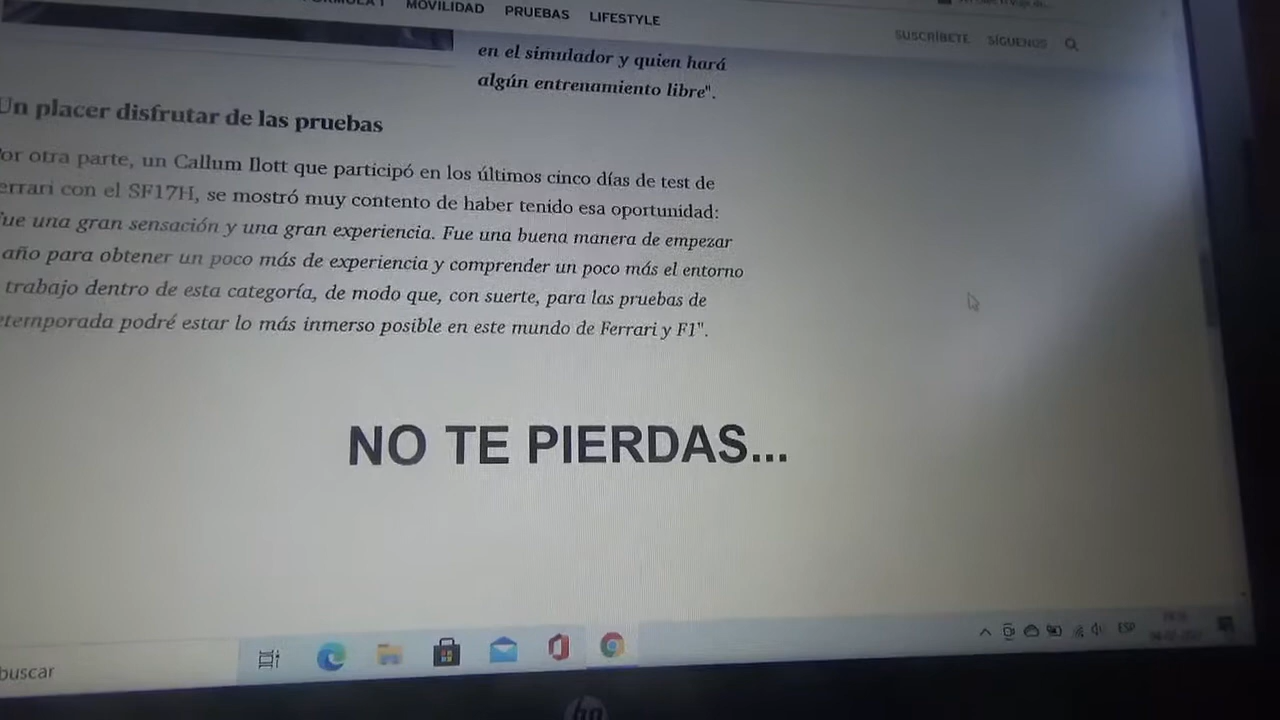 MOVILIDAD PRUEBAS LIFESTYLE
SUSCRÍBETE SÍGUENOS
en el simulador y quien hará
algún entrenamiento libre".
Un placer disfrutar de las pruebas
or otra parte, un Callum Ilott que participó en los últimos cinco días de test de
errari con el SF17H, se mostró muy contento de haber tenido esa oportunidad:
ue una gran sensación y una gran experiencia. Fue una buena manera de empezar
año para obtener un poco más de experiencia y comprender un poco más el entorno
trabajo dentro de esta categoría, de modo que, con suerte, para las pruebas de
etemporada podré estar lo más inmerso posible en este mundo de Ferrari y F1".
NO TE PIERDAS...
buscar
ESP
hp